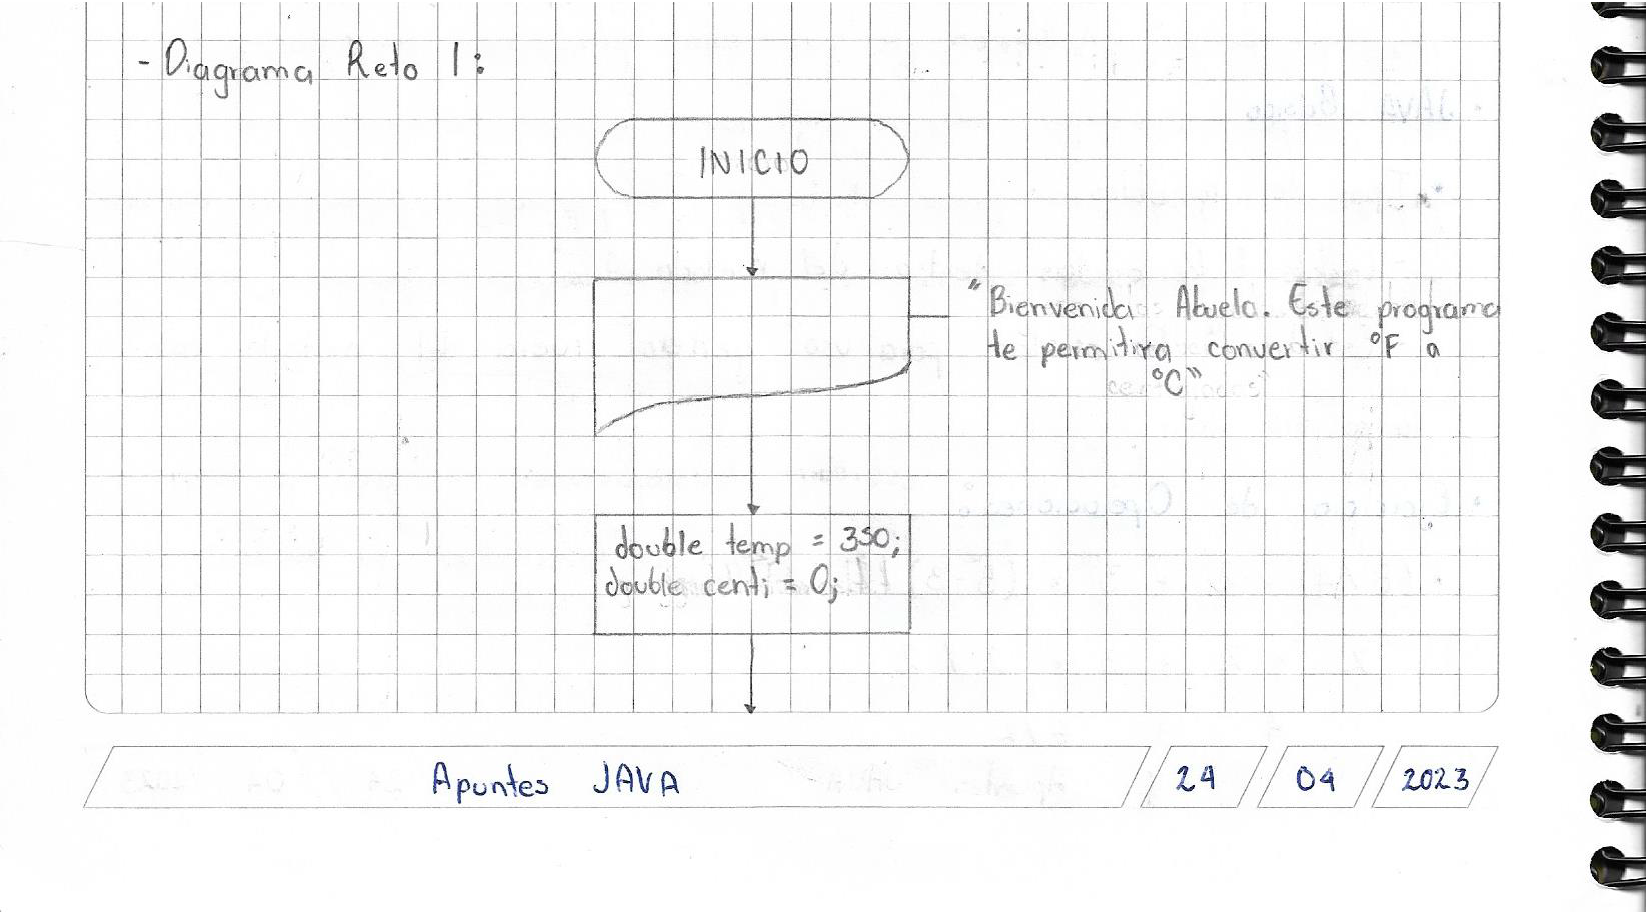 - Diagrama Reto 1:
INICIO
"Bienvenida Abuela. Este programa
te permitira convertir °F a
°C"
double temp = 350;
double centi = 0;
Apuntes JAVA
24 04 2023